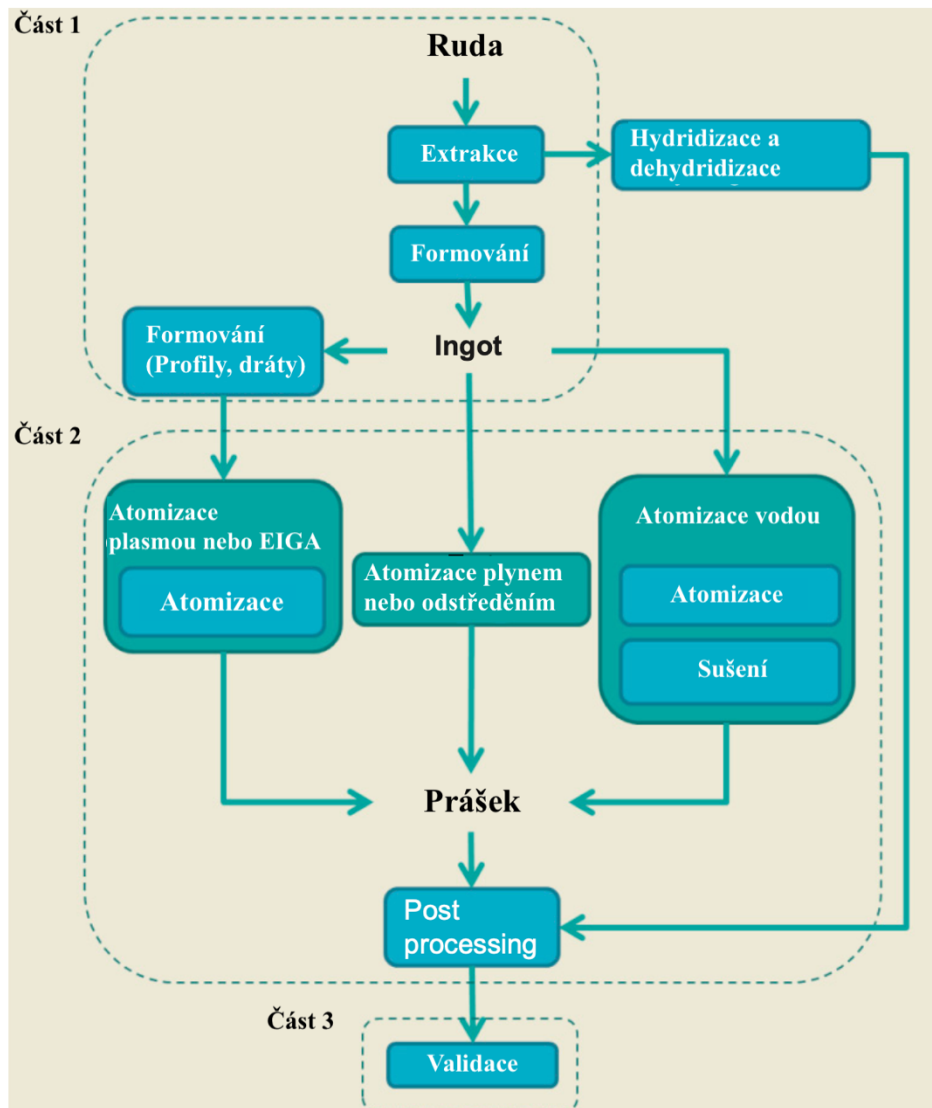 Část 1
Ruda
Extrakce
Hydridizace a
dehydridizace
Formování
Formování
(Profily, dráty)
Ingot
Část 2
Atomizace
plasmou nebo EIGA
Atomizace
Atomizace plynem
nebo odstředěním
Atomizace vodou
Atomizace
Sušení
Prášek
Post
processing
Část 3
Validace